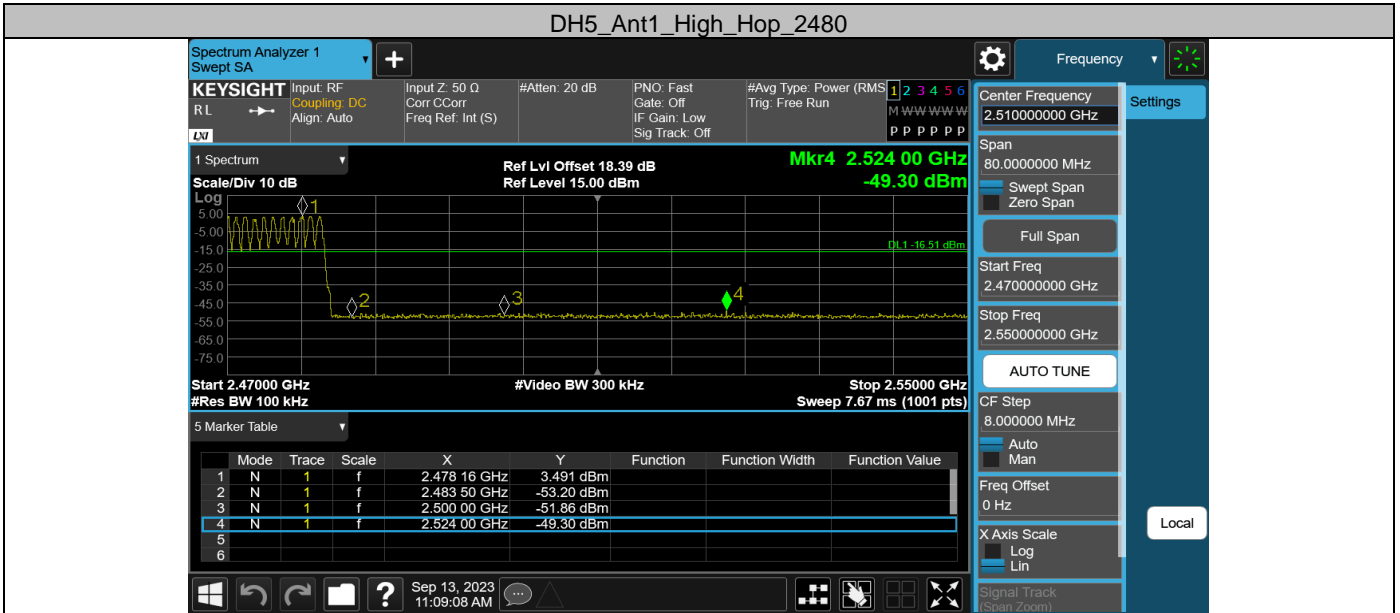 DH5_Ant1_High_Hop_2480
Spectrum Analyzer 1
Swept SA
+
Frequency
KEYSIGHT
RL
LXI
Input: RF
Coupling: DC
Align: Auto
Input Z: 50 Ω
Corr CCorr
Freq Ref: Int (S)
#Atten: 20 dB
PNO: Fast
Gate: Off
IF Gain: Low
Sig Track: Off
#Avg Type: Power (RMS
Trig: Free Run
1 2 3 4 5 6
M W W W W W
P P P P P P
1 Spectrum
Scale/Div 10 dB
Ref Lvl Offset 18.39 dB
Ref Level 15.00 dBm
Mkr4 2.524 00 GHz
-49.30 dBm
Log
5.00
-5.00
-15.0
-25.0
-35.0
-45.0
-55.0
-65.0
-75.0
1
2
3
4
DL1 -16.51 dBm
Start 2.47000 GHz
#Video BW 300 kHz
Stop 2.55000 GHz
#Res BW 100 kHz
Sweep 7.67 ms (1001 pts)
5 Marker Table
Mode Trace Scale X Y Function Function Width Function Value
1 N 1 f 2.478 16 GHz 3.491 dBm
2 N 1 f 2.483 50 GHz -53.20 dBm
3 N 1 f 2.500 00 GHz -51.86 dBm
4 N 1 f 2.524 00 GHz -49.30 dBm
5
6
?
Sep 13, 2023
11:09:08 AM
Center Frequency
2.510000000 GHz
Span
80.0000000 MHz
Swept Span
Zero Span
Full Span
Start Freq
2.470000000 GHz
Stop Freq
2.550000000 GHz
AUTO TUNE
CF Step
8.000000 MHz
Auto
Man
Freq Offset
0 Hz
X Axis Scale
Log
Lin
Signal Track
(Span Zoom)
Settings
Local